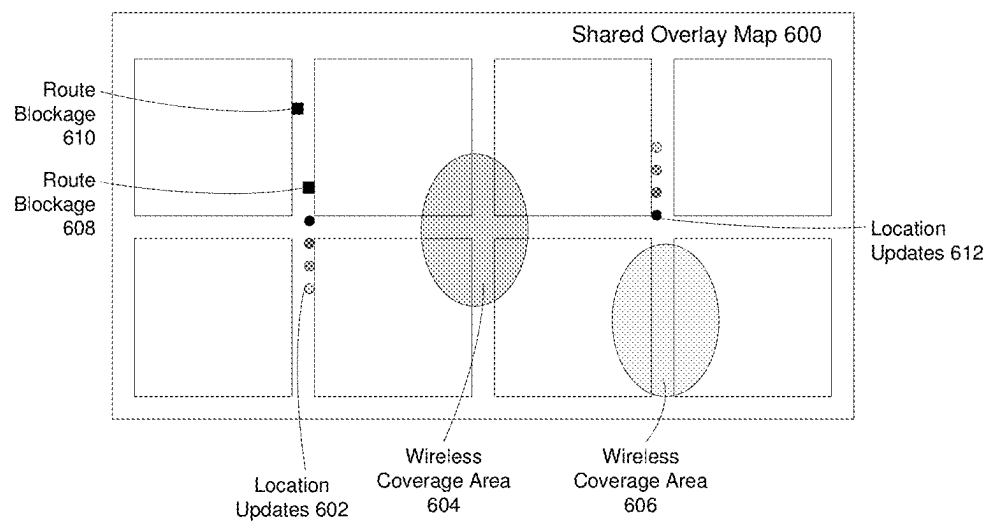 Shared Overlay Map 600
Route
Blockage
610
Route
Blockage
608
Location
Updates 612
Wireless
Coverage Area
604
Wireless
Coverage Area
606
Location
Updates 602